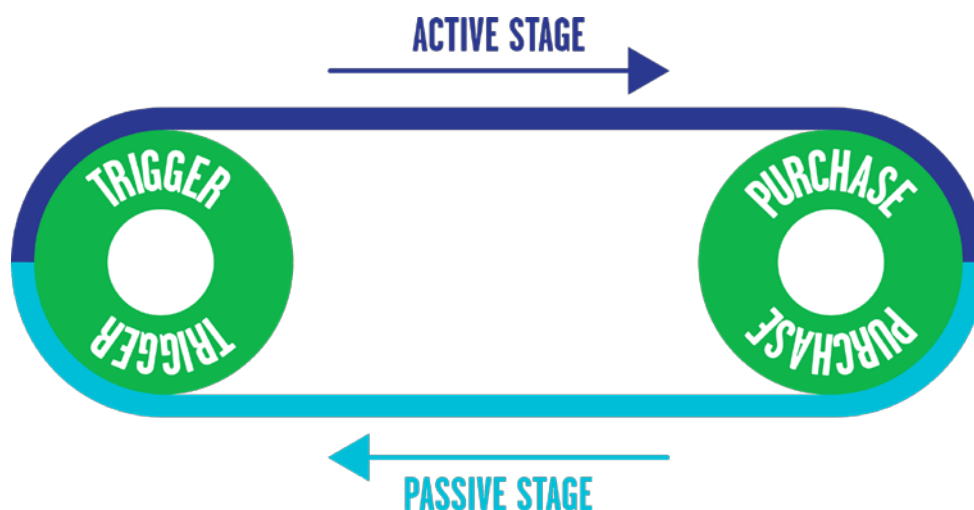 ACTIVE STAGE
TRIGGER
PURCHASE
TRIGGER
PURCHASE
PASSIVE STAGE